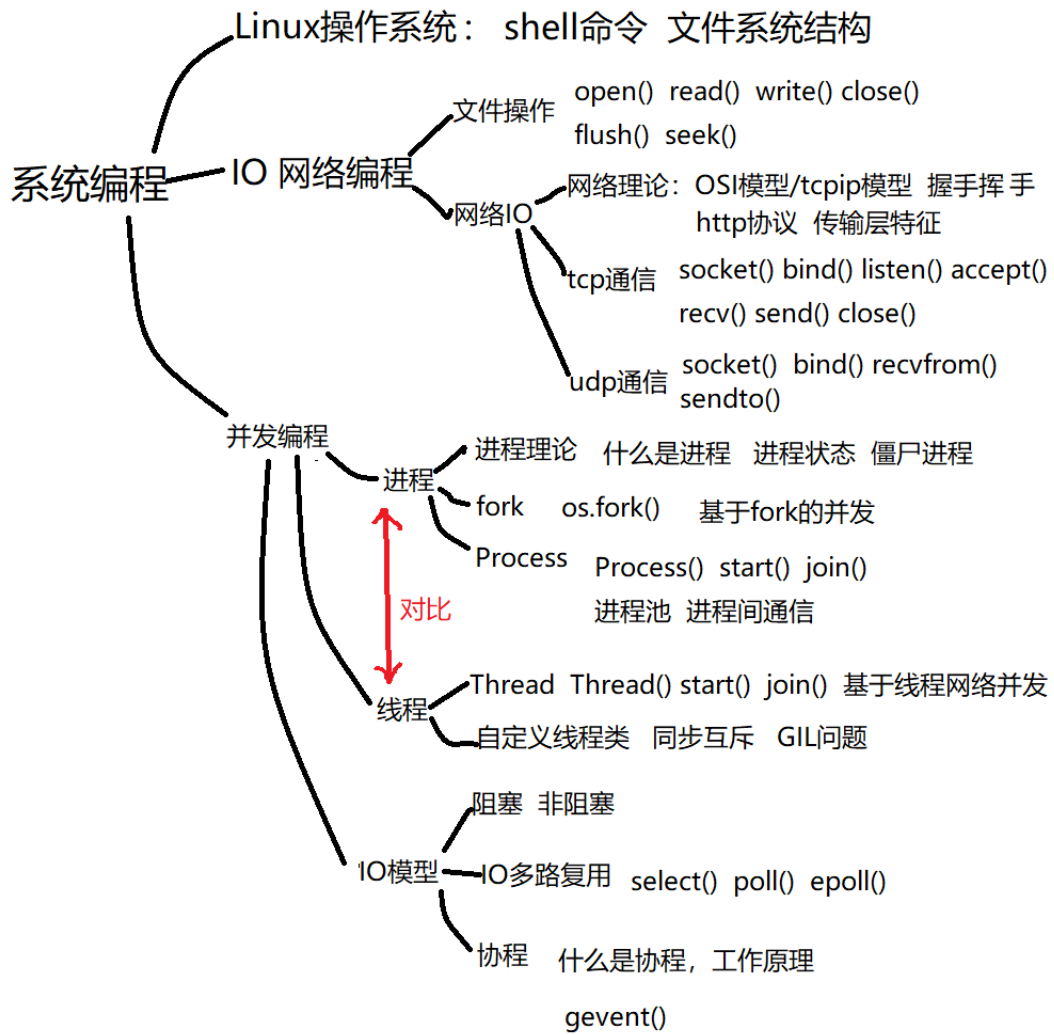 Linux操作系统： shell命令 文件系统结构
系统编程
IO 网络编程
文件操作 open() read() write() close()
flush() seek()
网络IO
网络理论： OSI模型/tcpip模型 握手挥手
http协议 传输层特征
tcp通信 socket() bind() listen() accept()
recv() send() close()
udp通信 socket() bind() recvfrom()
sendto()
并发编程
进程
进程理论 什么是进程 进程状态 僵尸进程
fork os.fork() 基于fork的并发
Process Process() start() join()
进程池 进程间通信
对比
线程
Thread Thread() start() join() 基于线程网络并发
自定义线程类 同步互斥 GIL问题
IO模型
阻塞 非阻塞
IO多路复用 select() poll() epoll()
协程 什么是协程，工作原理
gevent()